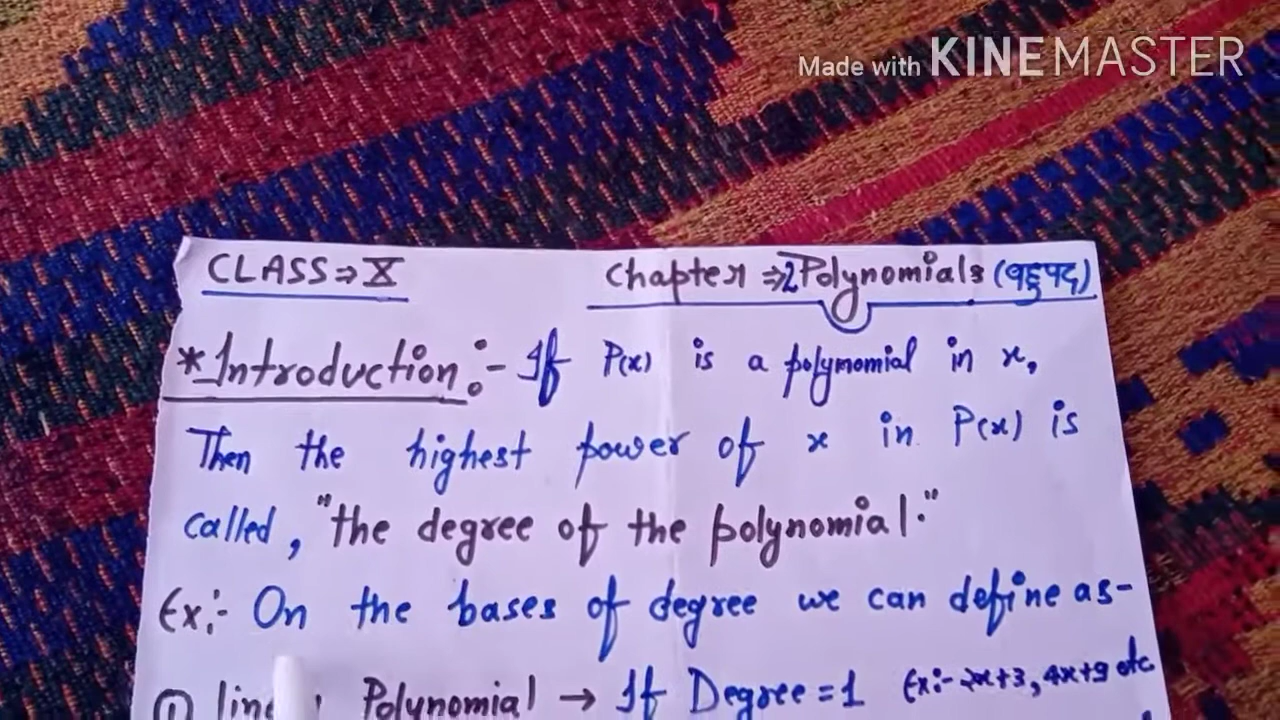 Made with KINEMASTER
CLASS ⇒ X
Chapter ⇒ 2 Polynomials (बहुपद)
*Introduction:- If P(x) is a polynomial in x,
Then the highest power of x in P(x) is
called, "the degree of the polynomial."
Ex:- On the bases of degree we can define as-
① Polynomial → If Degree = 1 Ex:- 2x+3, 4x+9 etc